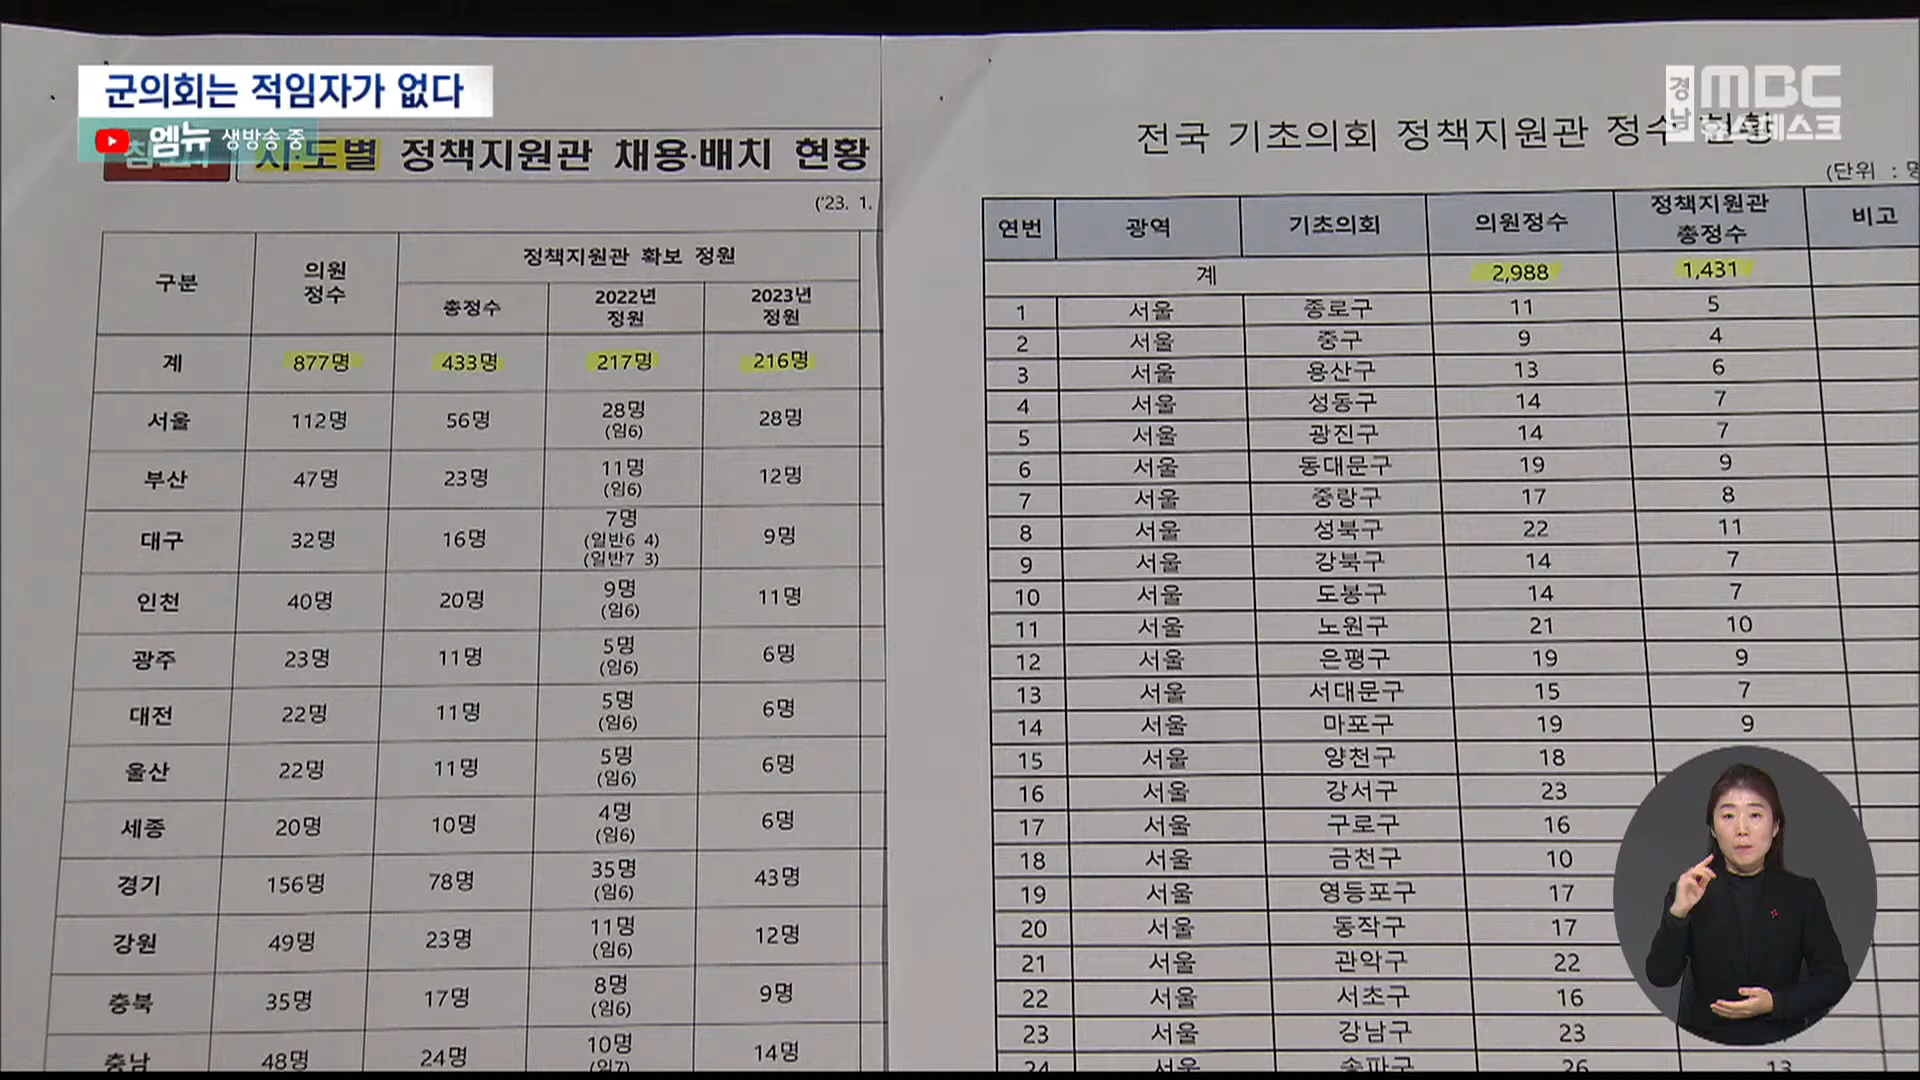 군의회는 적임자가 없다
엠뉴 생방송 중
경남 MBC
뉴스데스크
시·도별 정책지원관 채용·배치 현황
('23. 1.
구분 의원 정수 정책지원관 확보 정원
총정수 2022년 정원 2023년 정원
계 877명 433명 217명 216명
서울 112명 56명 28명 (임6) 28명
부산 47명 23명 11명 (임6) 12명
대구 32명 16명 7명 (일반6 4) (일반7 3) 9명
인천 40명 20명 9명 (임6) 11명
광주 23명 11명 5명 (임6) 6명
대전 22명 11명 5명 (임6) 6명
울산 22명 11명 5명 (임6) 6명
세종 20명 10명 4명 (임6) 6명
경기 156명 78명 35명 (임6) 43명
강원 49명 23명 11명 (임6) 12명
충북 35명 17명 8명 (임6) 9명
충남 48명 24명 10명 (임7) 14명
전국 기초의회 정책지원관 정수 현황
(단위 : 명
연번 광역 기초의회 의원정수 정책지원관 총정수 비고
계 2,988 1,431
1 서울 종로구 11 5
2 서울 중구 9 4
3 서울 용산구 13 6
4 서울 성동구 14 7
5 서울 광진구 14 7
6 서울 동대문구 19 9
7 서울 중랑구 17 8
8 서울 성북구 22 11
9 서울 강북구 14 7
10 서울 도봉구 14 7
11 서울 노원구 21 10
12 서울 은평구 19 9
13 서울 서대문구 15 7
14 서울 마포구 19 9
15 서울 양천구 18
16 서울 강서구 23
17 서울 구로구 16
18 서울 금천구 10
19 서울 영등포구 17
20 서울 동작구 17
21 서울 관악구 22
22 서울 서초구 16
23 서울 강남구 23
24 서울 송파구 26 13